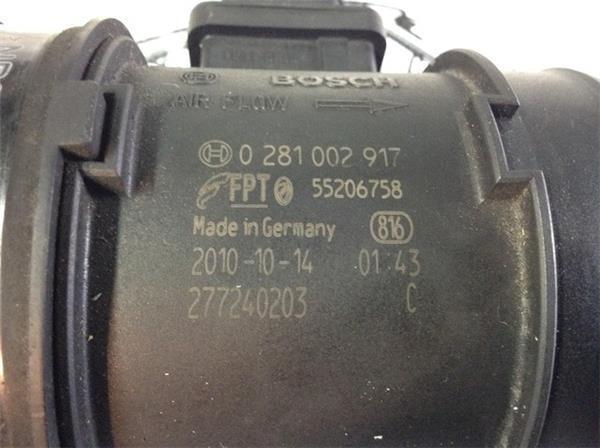 BOSCH
AIR FLOW
0 281 002 917
FPT 55206758
Made in Germany 816
2010-10-14 01:43
277240203 C